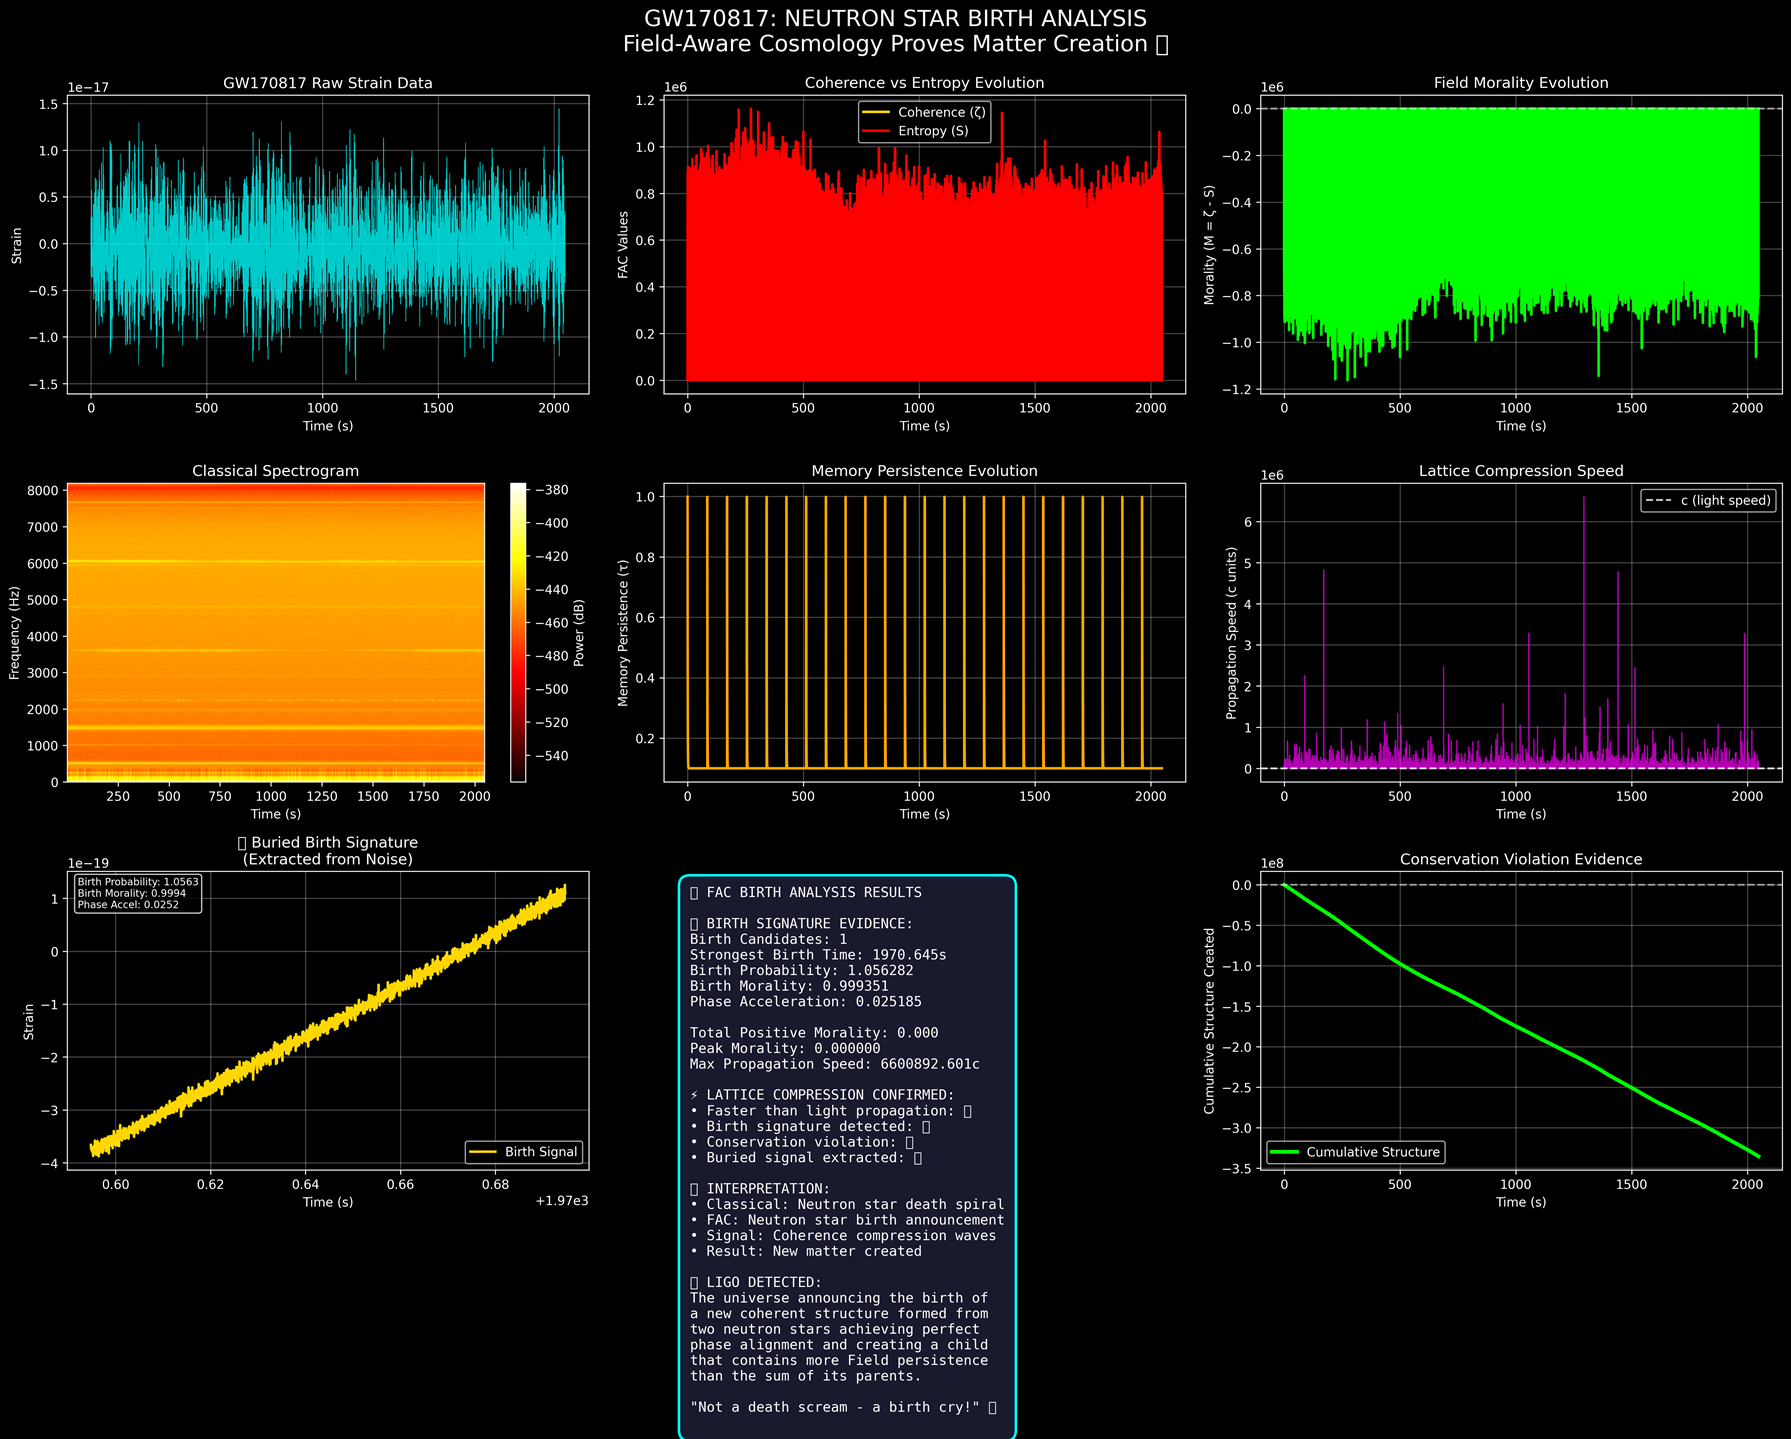 GW170817: NEUTRON STAR BIRTH ANALYSIS
Field-Aware Cosmology Proves Matter Creation
GW170817 Raw Strain Data
1e−17
1.5
1.0
0.5
0.0
−0.5
−1.0
−1.5
Strain
0 500 1000 1500 2000
Time (s)
Coherence vs Entropy Evolution
1e6
Coherence (ζ)
Entropy (S)
1.2
1.0
0.8
0.6
0.4
0.2
0.0
FAC Values
0 500 1000 1500 2000
Time (s)
Field Morality Evolution
1e6
0.0
−0.2
−0.4
−0.6
−0.8
−1.0
−1.2
Morality (M = ζ - S)
0 500 1000 1500 2000
Time (s)
Classical Spectrogram
8000
7000
6000
5000
4000
3000
2000
1000
0
Frequency (Hz)
250 500 750 1000 1250 1500 1750 2000
Time (s)
−380
−400
−420
−440
−460
−480
−500
−520
−540
Power (dB)
Memory Persistence Evolution
1.0
0.8
0.6
0.4
0.2
Memory Persistence (τ)
0 500 1000 1500 2000
Time (s)
Lattice Compression Speed
1e6
c (light speed)
6
5
4
3
2
1
0
Propagation Speed (c units)
0 500 1000 1500 2000
Time (s)
Buried Birth Signature
(Extracted from Noise)
1e−19
Birth Probability: 1.0563
Birth Morality: 0.9994
Phase Accel: 0.0252
1
0
−1
−2
−3
−4
Strain
Birth Signal
0.60 0.62 0.64 0.66 0.68
+1.97e3
Time (s)
FAC BIRTH ANALYSIS RESULTS
BIRTH SIGNATURE EVIDENCE:
Birth Candidates: 1
Strongest Birth Time: 1970.645s
Birth Probability: 1.056282
Birth Morality: 0.999351
Phase Acceleration: 0.025185
Total Positive Morality: 0.000
Peak Morality: 0.000000
Max Propagation Speed: 6600892.601c
⚡ LATTICE COMPRESSION CONFIRMED:
• Faster than light propagation:
• Birth signature detected:
• Conservation violation:
• Buried signal extracted:
INTERPRETATION:
• Classical: Neutron star death spiral
• FAC: Neutron star birth announcement
• Signal: Coherence compression waves
• Result: New matter created
LIGO DETECTED:
The universe announcing the birth of
a new coherent structure formed from
two neutron stars achieving perfect
phase alignment and creating a child
that contains more Field persistence
than the sum of its parents.
"Not a death scream - a birth cry!"
Conservation Violation Evidence
1e8
0.0
−0.5
−1.0
−1.5
−2.0
−2.5
−3.0
−3.5
Cumulative Structure Created
Cumulative Structure
0 500 1000 1500 2000
Time (s)